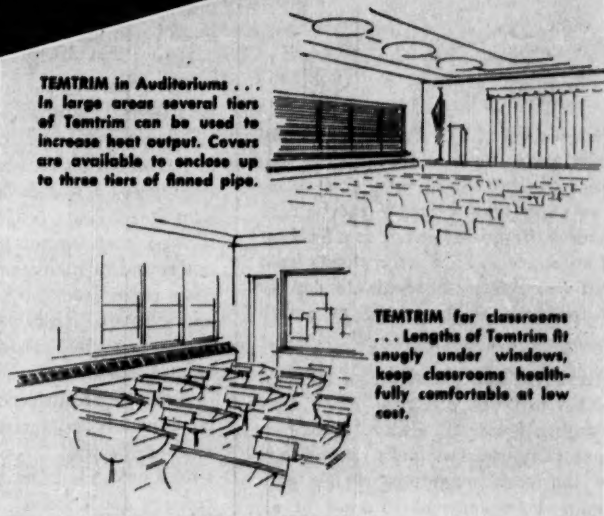 TEMTRIM in Auditoriums . . .
In large areas several tiers
of Temtrim can be used to
increase heat output. Covers
are available to enclose up
to three tiers of finned pipe.
TEMTRIM for classrooms
. . . Lengths of Temtrim fit
snugly under windows,
keep classrooms health-
fully comfortable at low
cost.